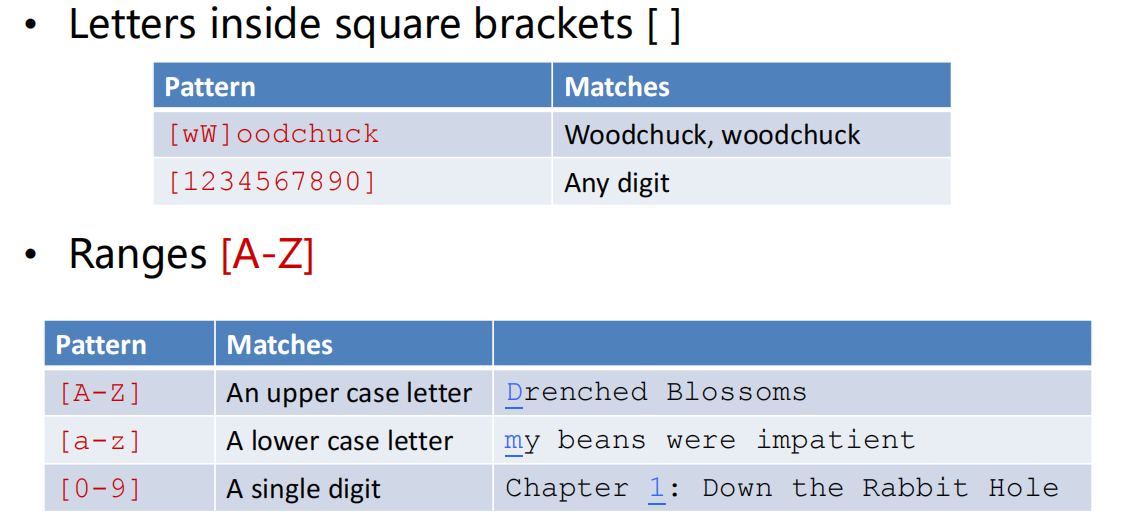 • Letters inside square brackets [ ]
Pattern Matches
[wW]oodchuck Woodchuck, woodchuck
[1234567890] Any digit
• Ranges [A-Z]
Pattern Matches
[A-Z] An upper case letter Drenched Blossoms
[a-z] A lower case letter my beans were impatient
[0-9] A single digit Chapter 1: Down the Rabbit Hole